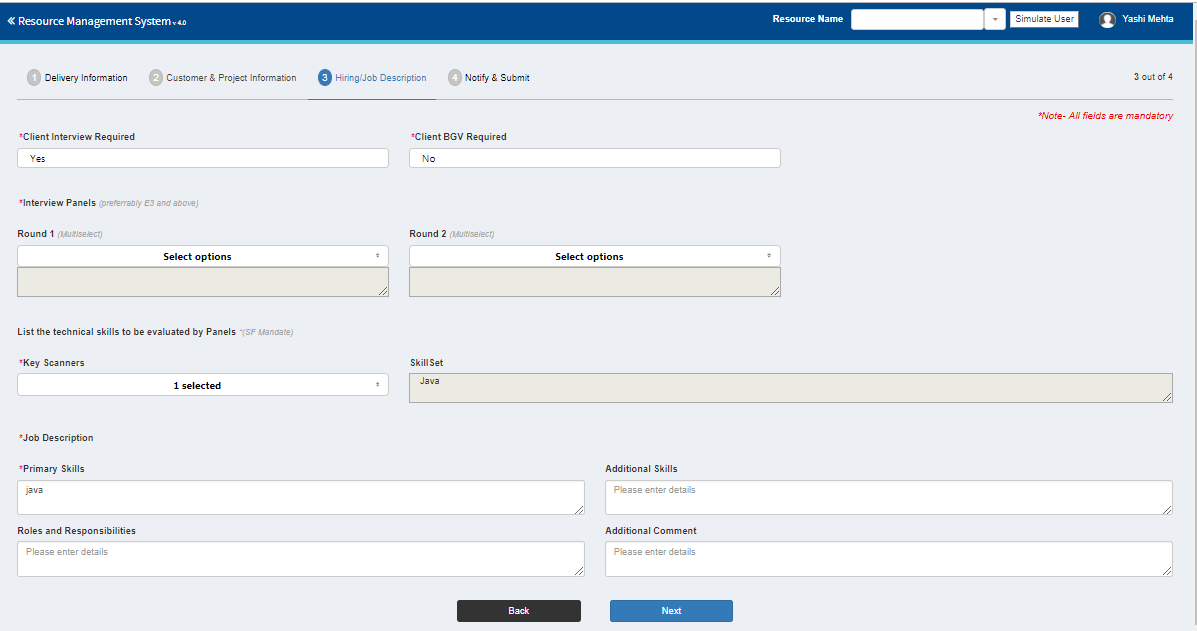 « Resource Management System v 4.0
Resource Name
Simulate User
Yashi Mehta
1 Delivery Information
2 Customer & Project Information
3 Hiring/Job Description
4 Notify & Submit
3 out of 4
*Note- All fields are mandatory
*Client Interview Required
*Client BGV Required
Yes
No
*Interview Panels (preferrably E3 and above)
Round 1 (Multiselect)
Round 2 (Multiselect)
Select options
Select options
List the technical skills to be evaluated by Panels *(SF Mandate)
*Key Scanners
SkillSet
1 selected
Java
*Job Description
*Primary Skills
Additional Skills
java
Please enter details
Roles and Responsibilities
Additional Comment
Please enter details
Please enter details
Back
Next